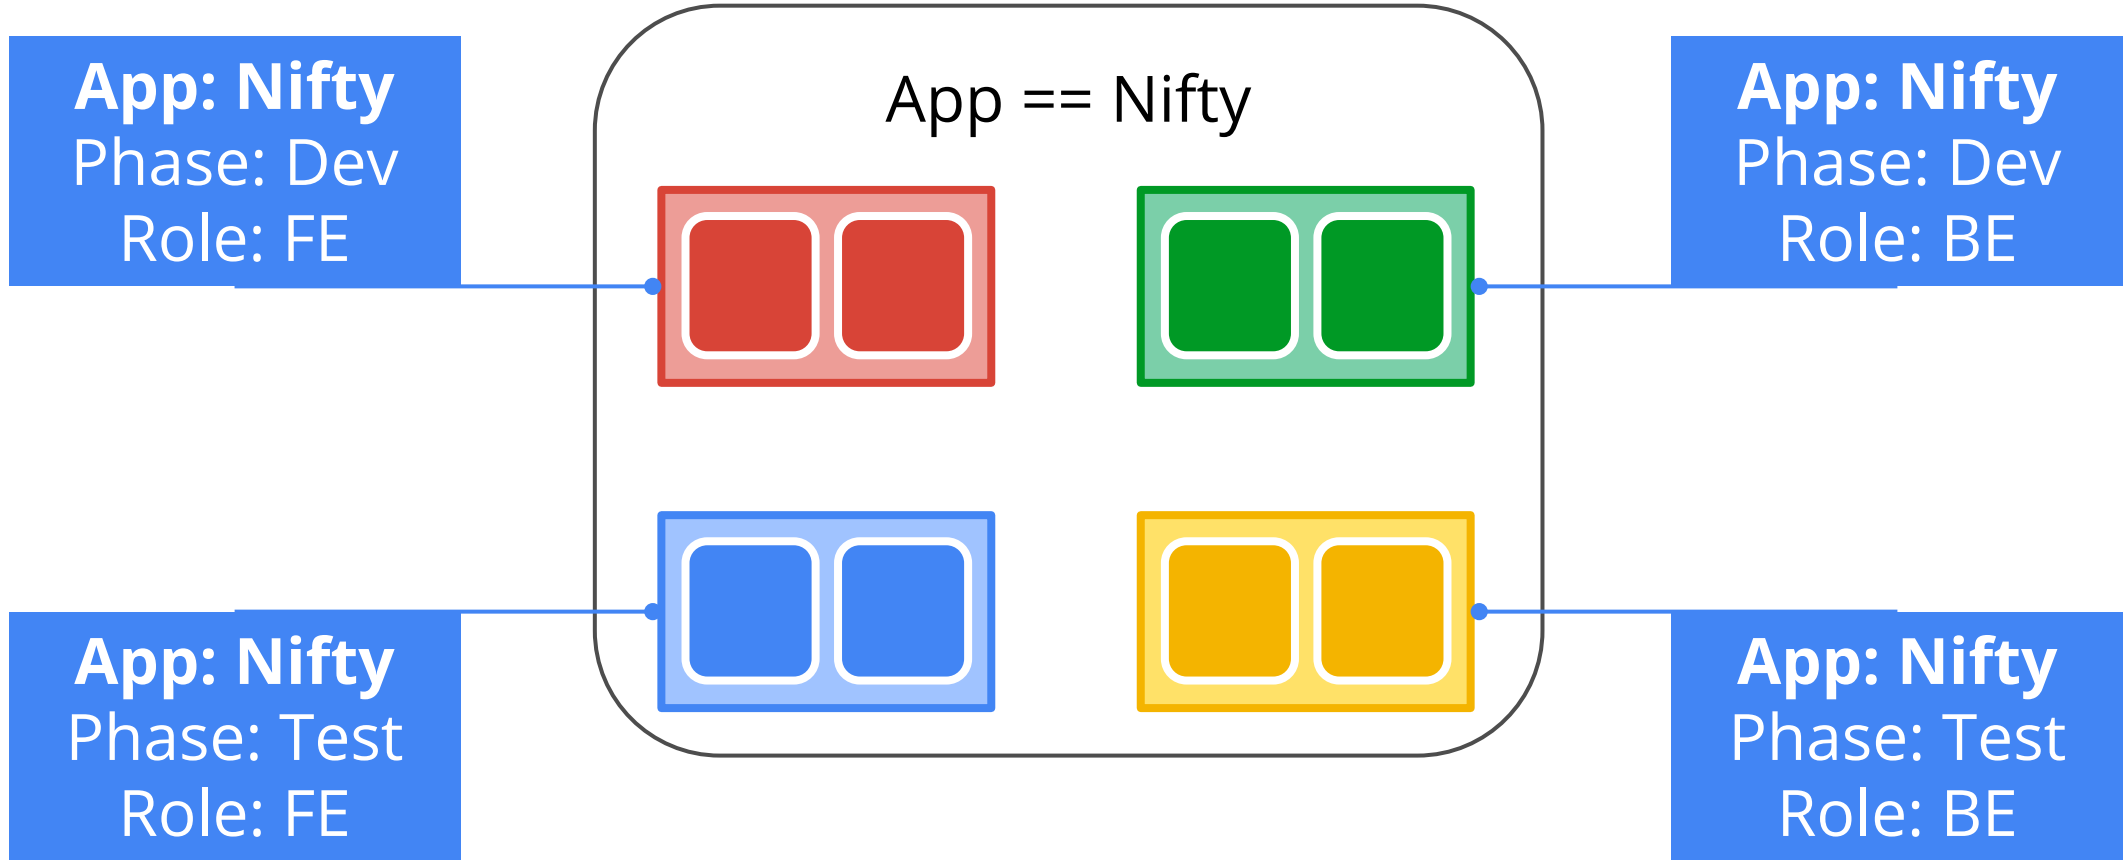 App: Nifty
Phase: Dev
Role: FE
App == Nifty
App: Nifty
Phase: Dev
Role: BE
App: Nifty
Phase: Test
Role: FE
App: Nifty
Phase: Test
Role: BE